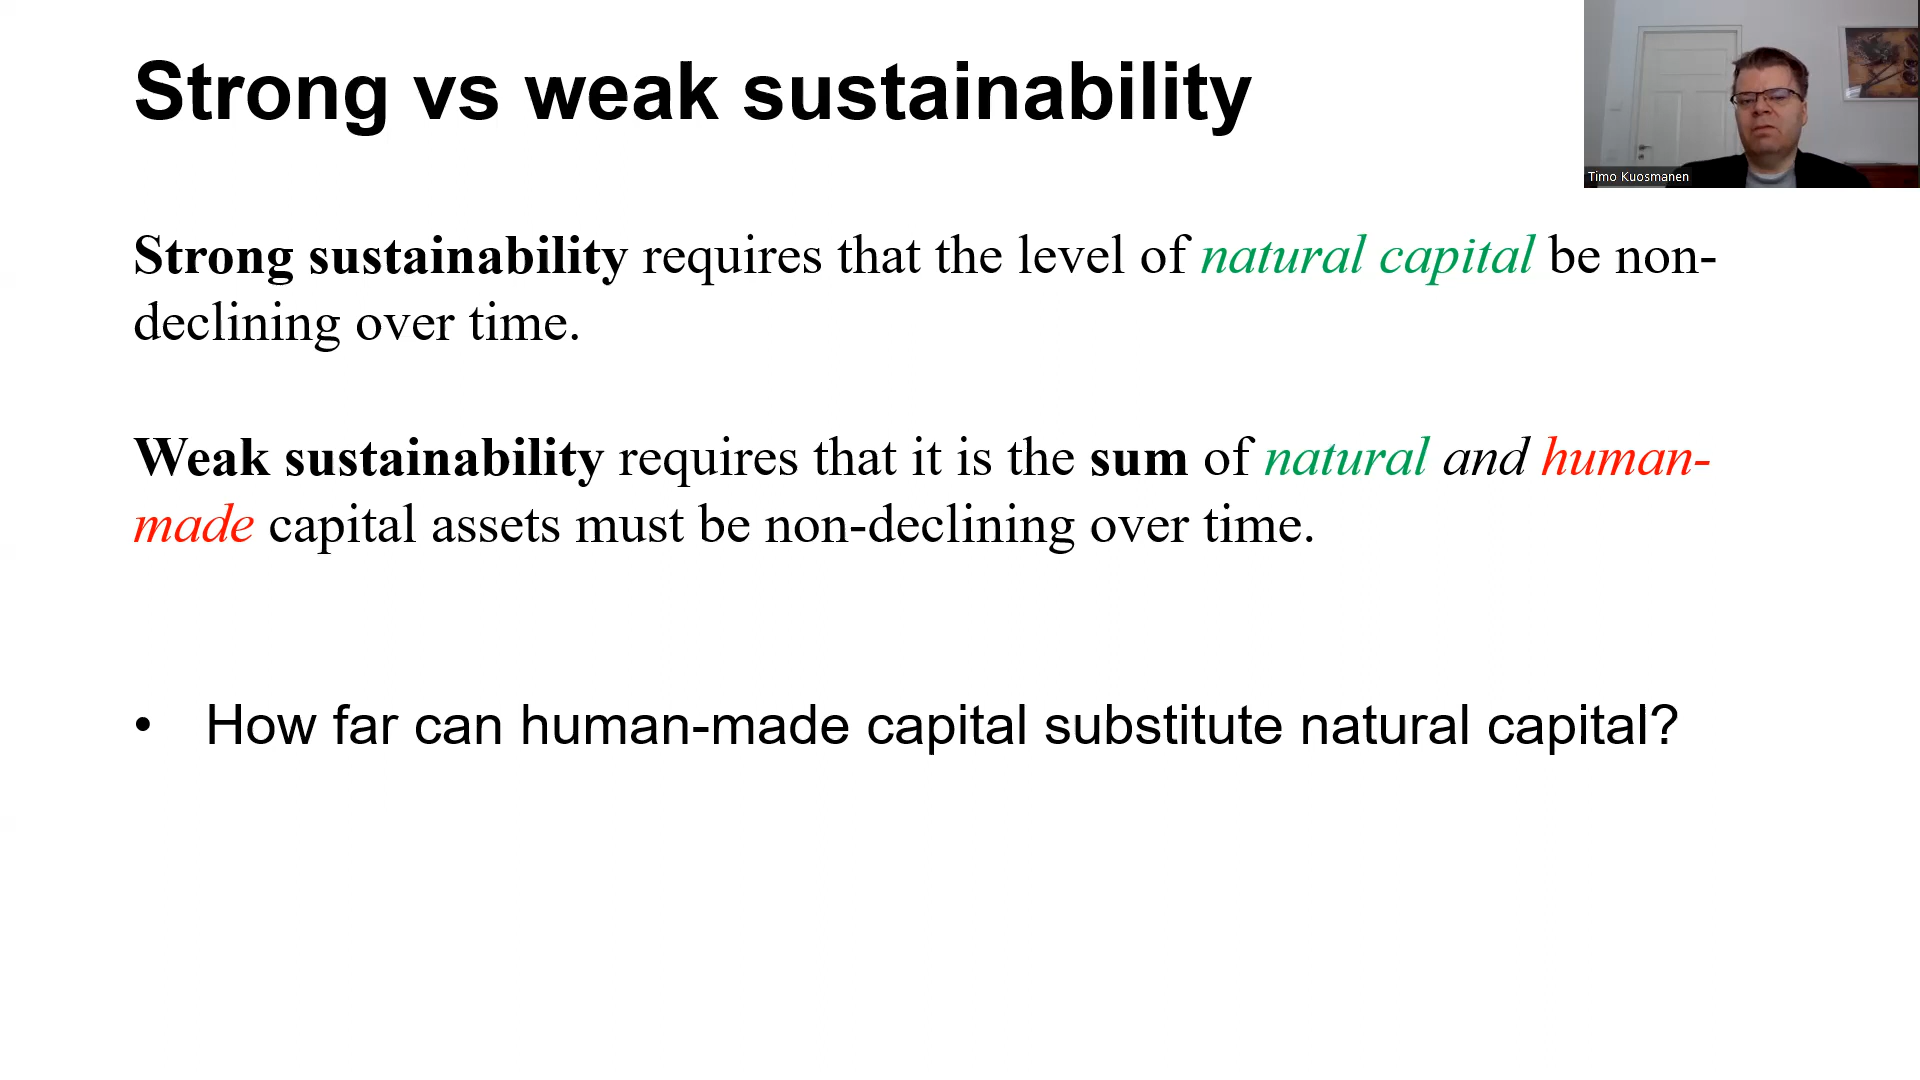 Strong vs weak sustainability
Timo Kuosmanen
Strong sustainability requires that the level of natural capital be non-
declining over time.
Weak sustainability requires that it is the sum of natural and human-
made capital assets must be non-declining over time.
• How far can human-made capital substitute natural capital?